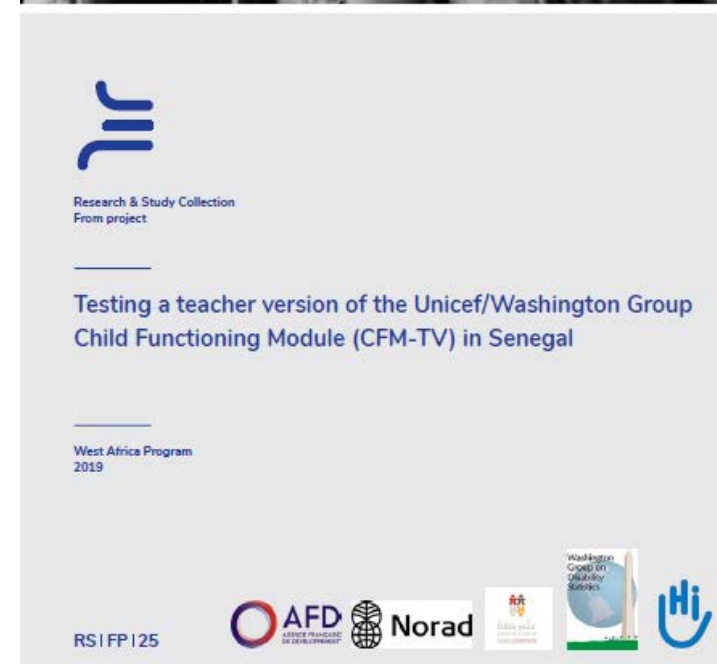 Research & Study Collection
From project
Testing a teacher version of the Unicef/Washington Group
Child Functioning Module (CFM-TV) in Senegal
West Africa Program
2019
RS|FP|25
AFD
AGENCE FRANÇAISE
DE DÉVELOPPEMENT
Norad
Washington
Group on
Disability
Statistics
Hi